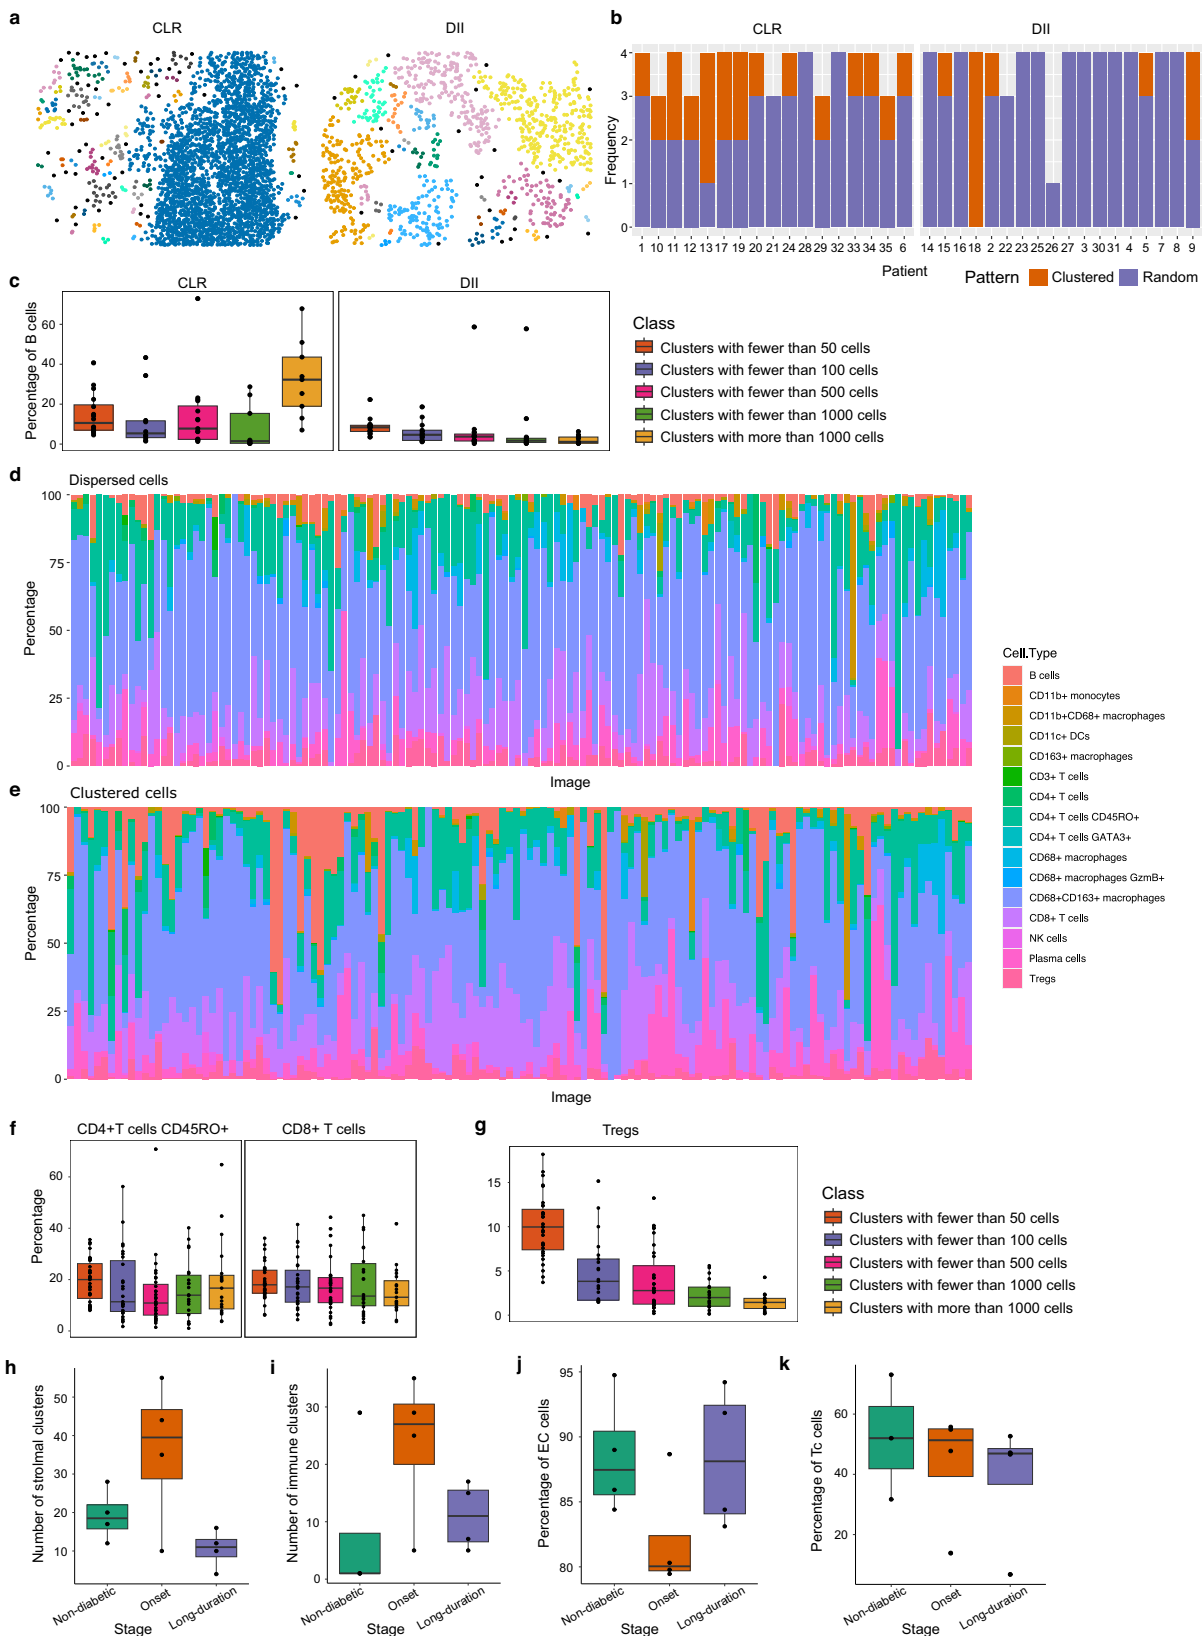 a
CLR
DII
b
CLR
DII
Frequency
4
3
2
1
0
1 10 11 12 13 17 19 20 21 24 28 29 32 33 34 35 6
14 15 16 18 2 22 23 25 26 27 3 30 31 4 5 7 8 9
Patient
Pattern
Clustered
Random
c
CLR
DII
Percentage of B cells
60
40
20
0
Class
Clusters with fewer than 50 cells
Clusters with fewer than 100 cells
Clusters with fewer than 500 cells
Clusters with fewer than 1000 cells
Clusters with more than 1000 cells
d
Dispersed cells
Percentage
100
75
50
25
0
Image
e
Clustered cells
Percentage
100
75
50
25
0
Image
Cell.Type
B cells
CD11b+ monocytes
CD11b+CD68+ macrophages
CD11c+ DCs
CD163+ macrophages
CD3+ T cells
CD4+ T cells
CD4+ T cells CD45RO+
CD4+ T cells GATA3+
CD68+ macrophages
CD68+ macrophages GzmB+
CD68+CD163+ macrophages
CD8+ T cells
NK cells
Plasma cells
Tregs
f
CD4+T cells CD45RO+
CD8+ T cells
Percentage
60
40
20
0
g
Tregs
15
10
5
0
Class
Clusters with fewer than 50 cells
Clusters with fewer than 100 cells
Clusters with fewer than 500 cells
Clusters with fewer than 1000 cells
Clusters with more than 1000 cells
h
Number of strolmal clusters
50
40
30
20
10
Non-diabetic
Onset
Long-duration
Stage
i
Number of immune clusters
30
20
10
0
Non-diabetic
Onset
Long-duration
Stage
j
Percentage of EC cells
95
90
85
80
Non-diabetic
Onset
Long-duration
Stage
k
Percentage of Tc cells
60
40
20
Non-diabetic
Onset
Long-duration
Stage